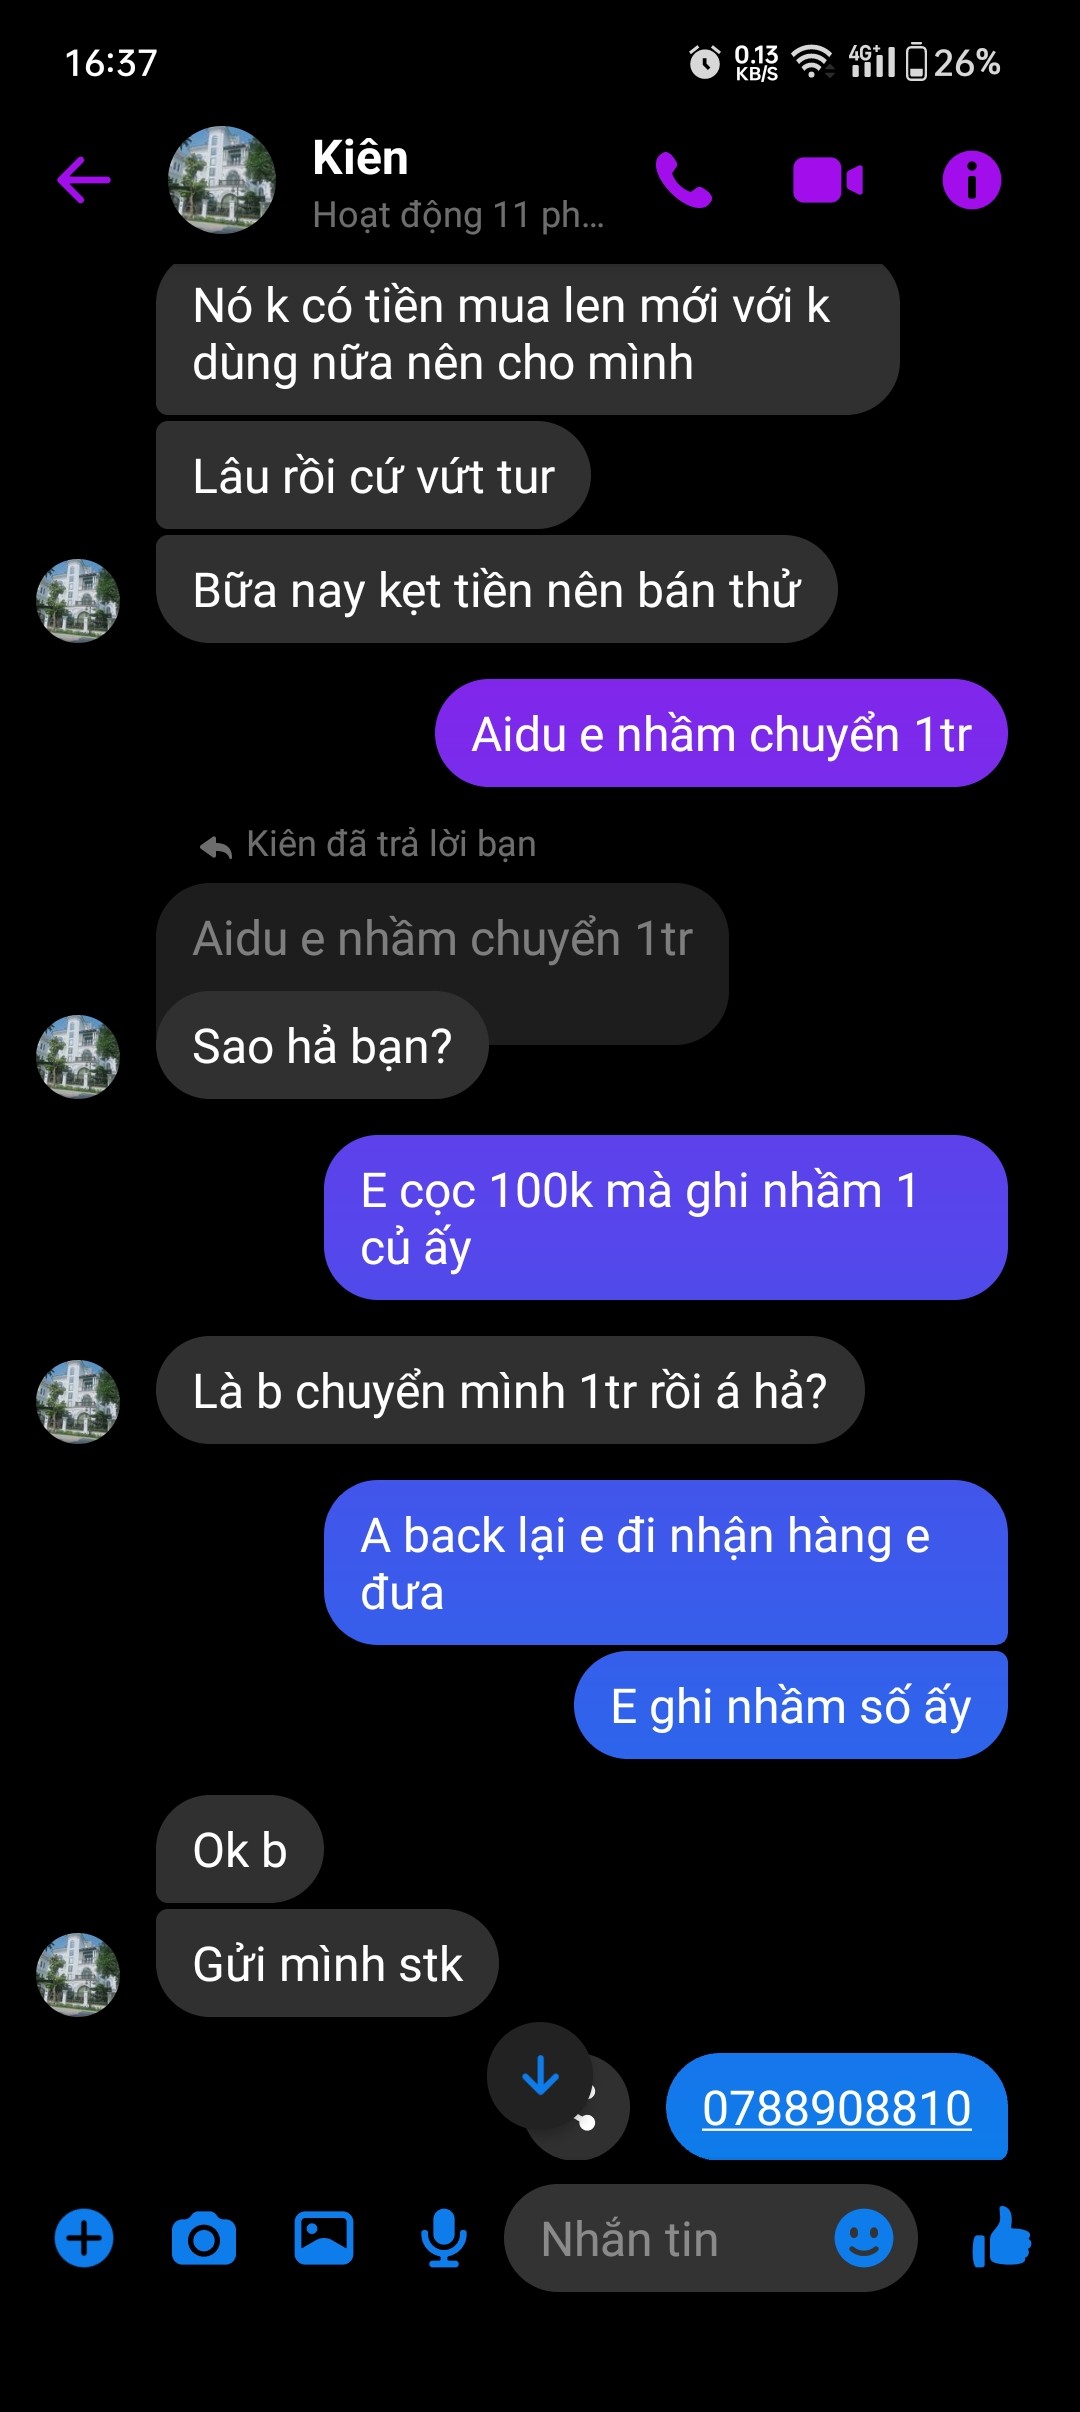 16:37
0.13
KB/S
4G+
26%
Kiên
Hoạt động 11 ph...
Nó k có tiền mua len mới với k
dùng nữa nên cho mình
Lâu rồi cứ vứt tur
Bữa nay kẹt tiền nên bán thử
Aidu e nhầm chuyển 1tr
Kiên đã trả lời bạn
Aidu e nhầm chuyển 1tr
Sao hả bạn?
E cọc 100k mà ghi nhầm 1
củ ấy
Là b chuyển mình 1tr rồi á hả?
A back lại e đi nhận hàng e
đưa
E ghi nhầm số ấy
Ok b
Gửi mình stk
0788908810
Nhắn tin